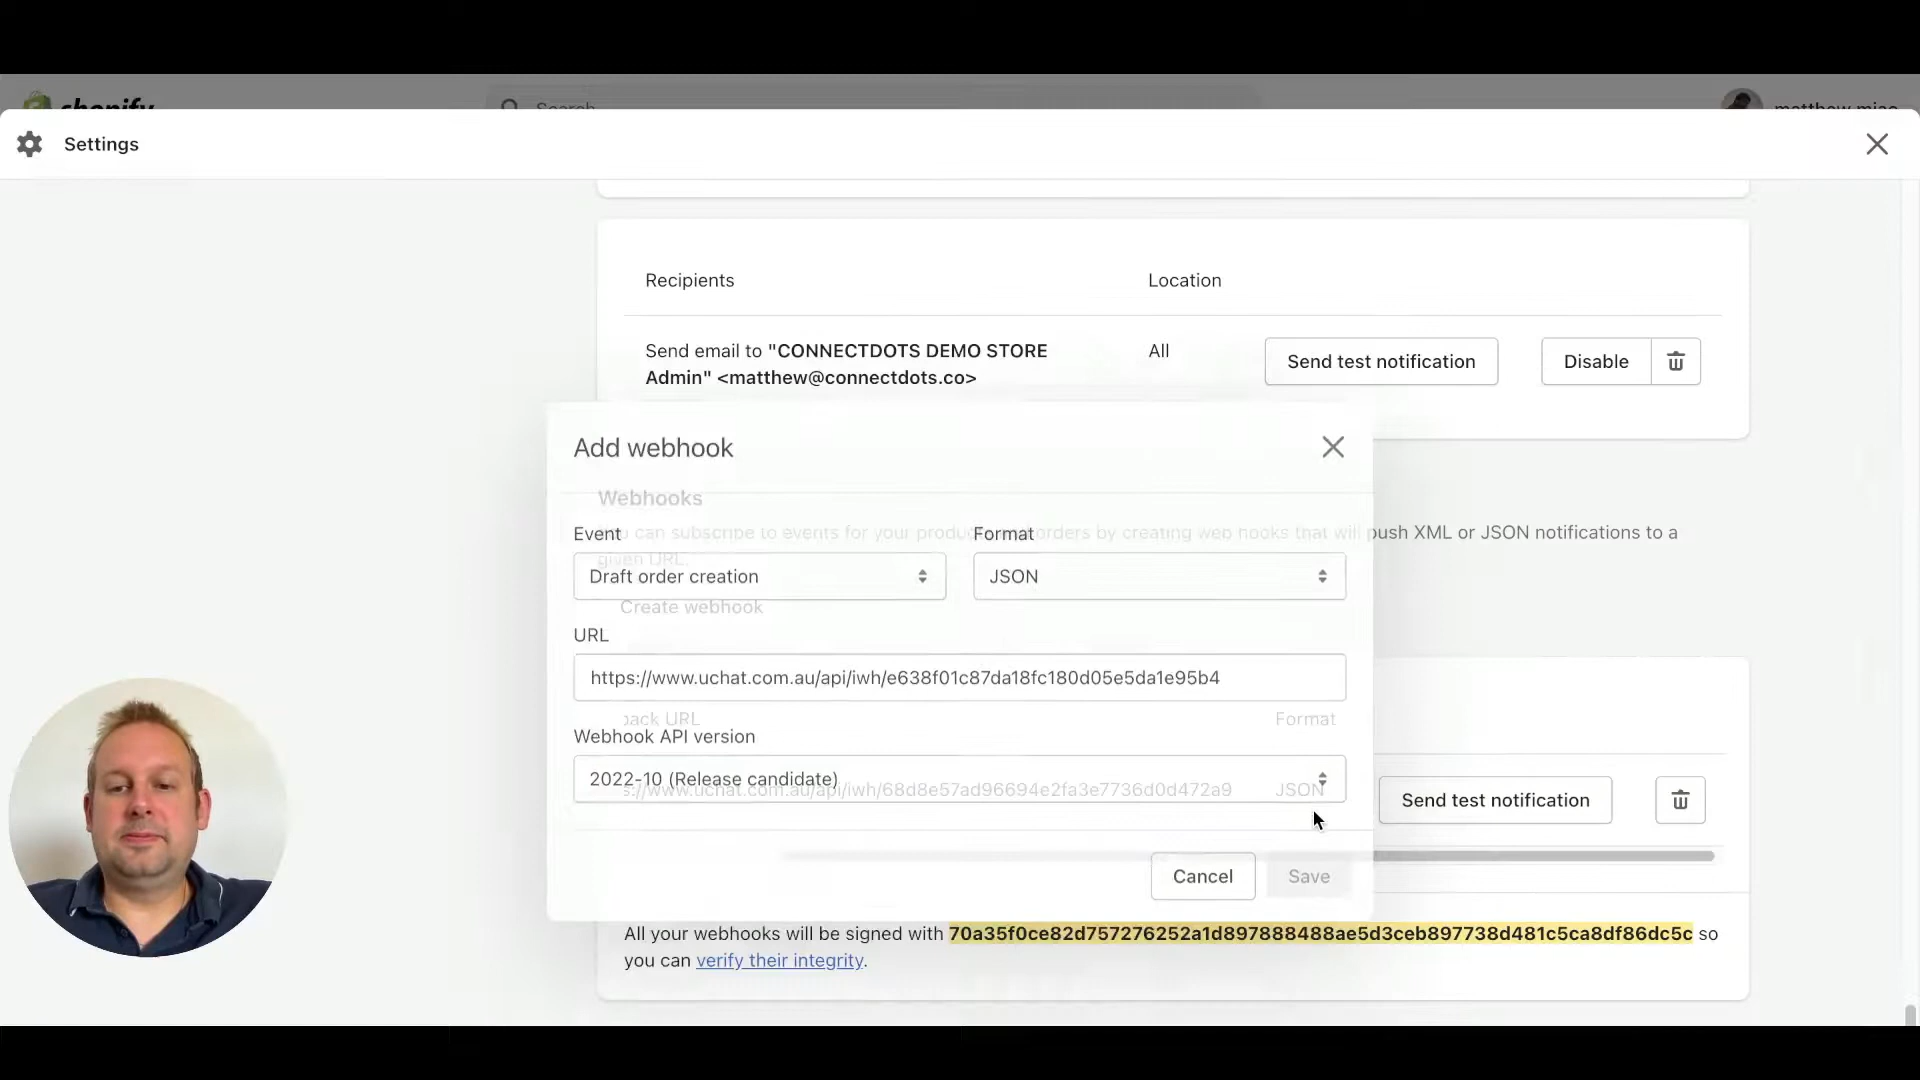 shopify
Search
matthew miao
Settings
Recipients
Location
Send email to "CONNECTDOTS DEMO STORE
Admin" <matthew@connectdots.co>
All
Send test notification
Disable
Add webhook
Webhooks
You can subscribe to events for your product and orders by creating web hooks that will push XML or JSON notifications to a
given URL.
Event
Format
Draft order creation
JSON
Create webhook
URL
https://www.uchat.com.au/api/iwh/e638f01c87da18fc180d05e5da1e95b4
back URL
Format
Webhook API version
2022-10 (Release candidate)
s://www.uchat.com.au/api/iwh/68d8e57ad96694e2fa3e7736d0d472a9
JSON
Send test notification
Cancel
Save
All your webhooks will be signed with 70a35f0ce82d757276252a1d897888488ae5d3ceb897738d481c5ca8df86dc5c so
you can verify their integrity.